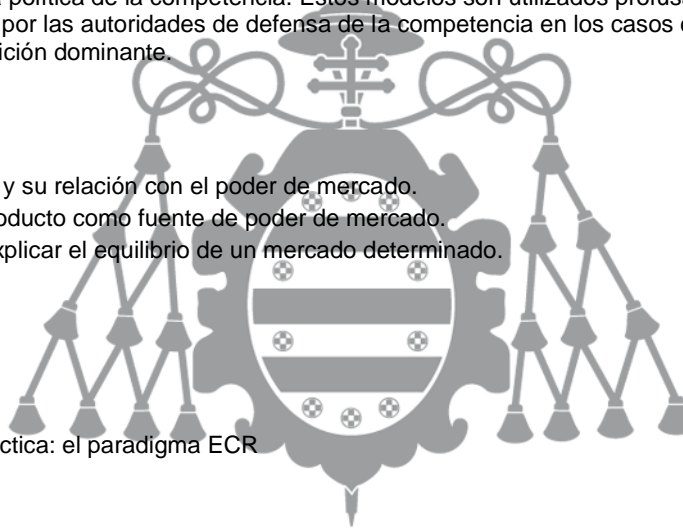 a política de la competencia. Estos modelos son utilizados profus
por las autoridades de defensa de la competencia en los casos
ición dominante.
y su relación con el poder de mercado.
oducto como fuente de poder de mercado.
xplicar el equilibrio de un mercado determinado.
ctica: el paradigma ECR